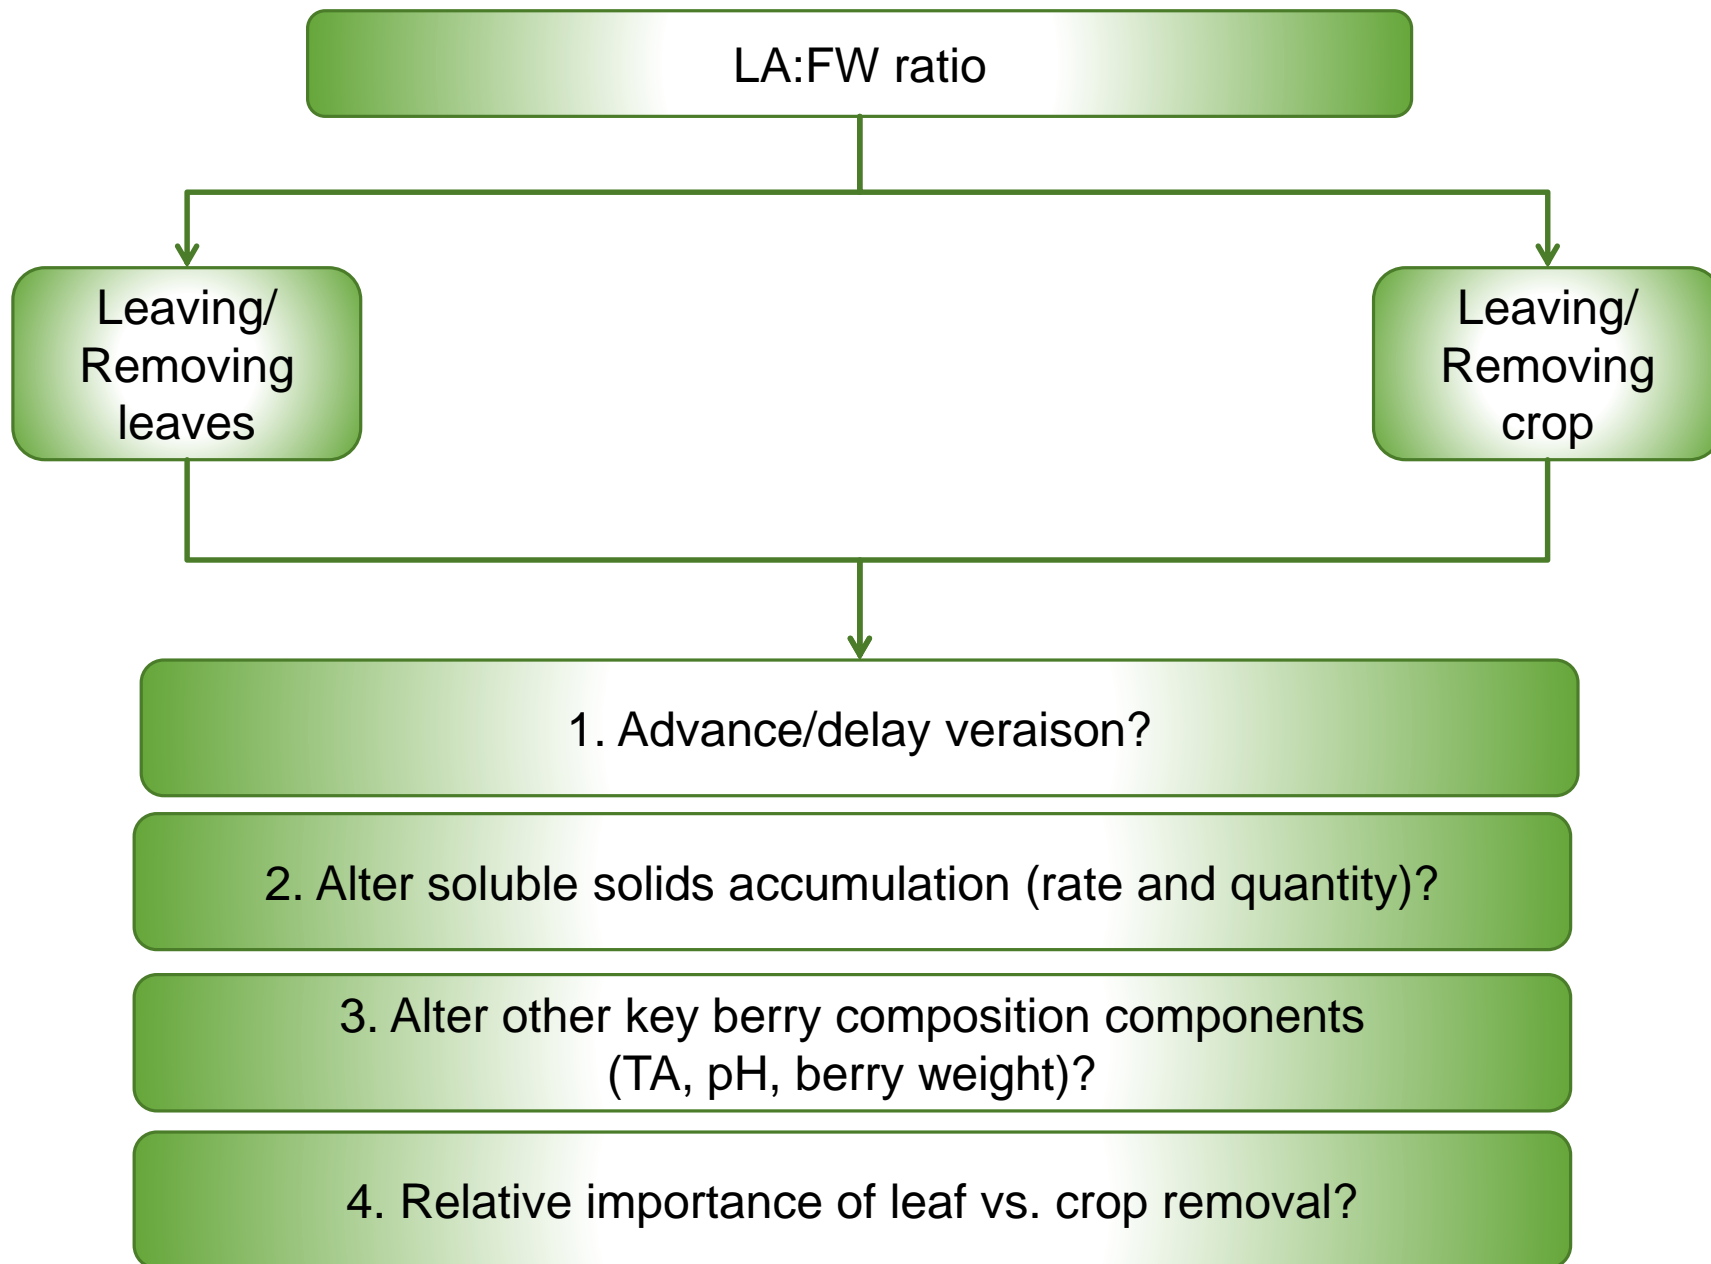 LA:FW ratio
Leaving/
Removing
leaves
Leaving/
Removing
crop
1. Advance/delay veraison?
2. Alter soluble solids accumulation (rate and quantity)?
3. Alter other key berry composition components
(TA, pH, berry weight)?
4. Relative importance of leaf vs. crop removal?